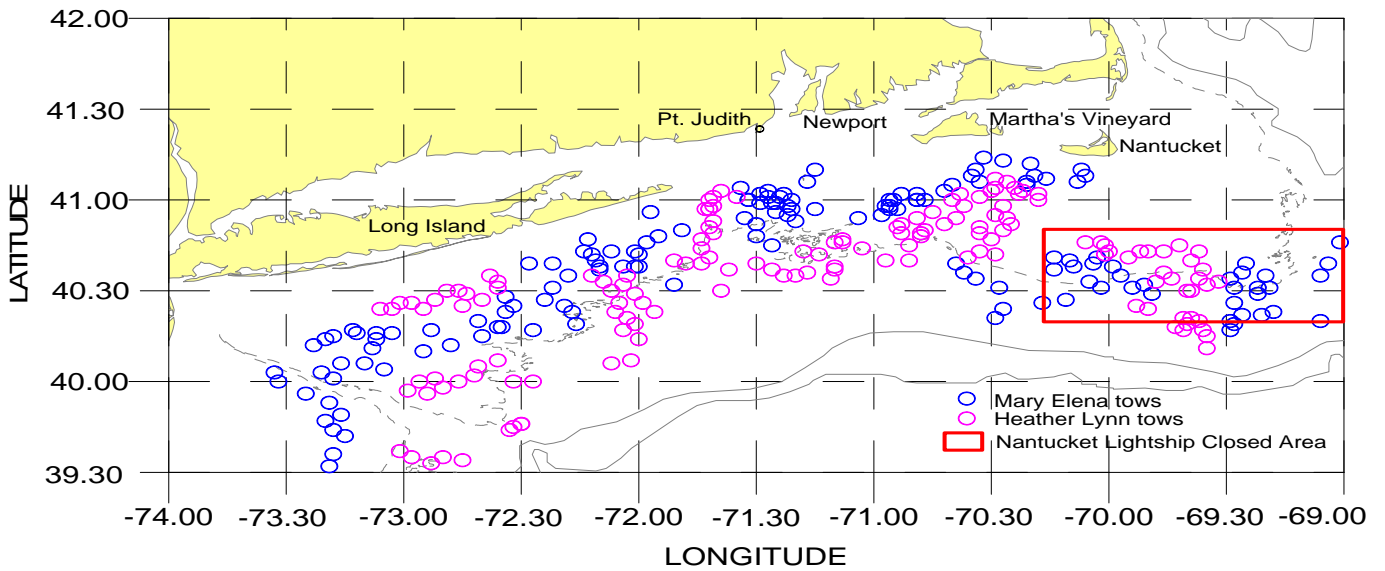 42.00
41.30
41.00
40.30
40.00
39.30
LATITUDE
Pt. Judith
Newport
Martha's Vineyard
Nantucket
Long Island
Mary Elena tows
Heather Lynn tows
Nantucket Lightship Closed Area
-74.00 -73.30 -73.00 -72.30 -72.00 -71.30 -71.00 -70.30 -70.00 -69.30 -69.00
LONGITUDE